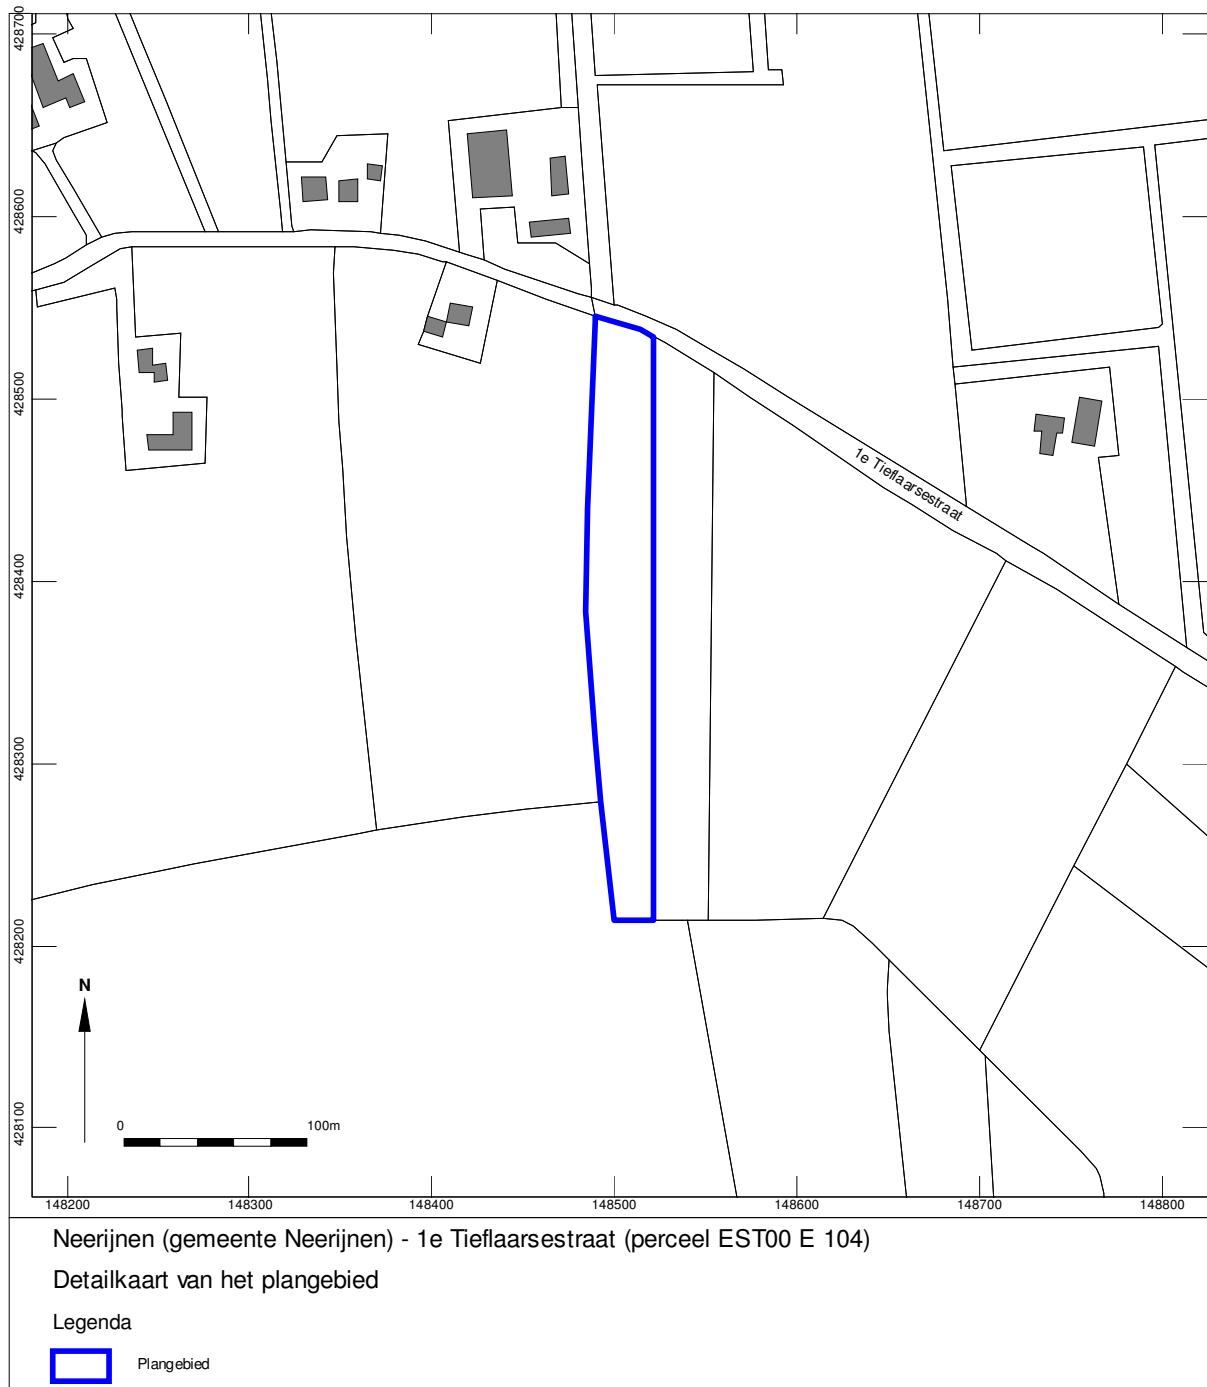 428700
428600
428500
428400
428300
428200
428100
1e Tieflaarsestraat
N
0 100m
148200 148300 148400 148500 148600 148700 148800
Neerijnen (gemeente Neerijnen) - 1e Tieflaarsestraat (perceel EST00 E 104)
Detailkaart van het plangebied
Legenda
Plangebied